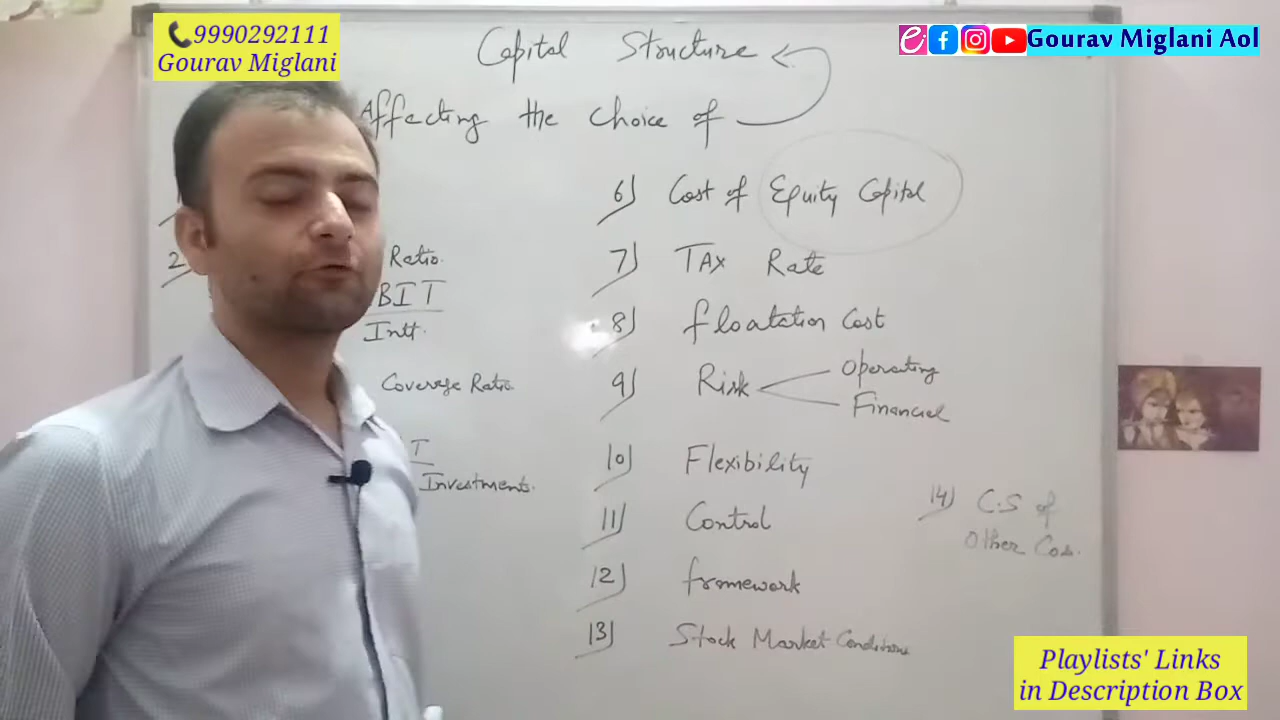 📞9990292111
Gourav Miglani
Gourav Miglani Aol
Capital Structure
Affecting the choice of
2
Ratio.
BIT
Intt.
Coverage Ratio
T
Investments.
6) Cost of Equity Capital
7) TAX Rate
8) floatation Cost
9) Risk
Operating
Financial
10) Flexibility
11) Control
12) framework
13) Stock Market Conditions
14) C.S of
Other Cos.
Playlists' Links
in Description Box